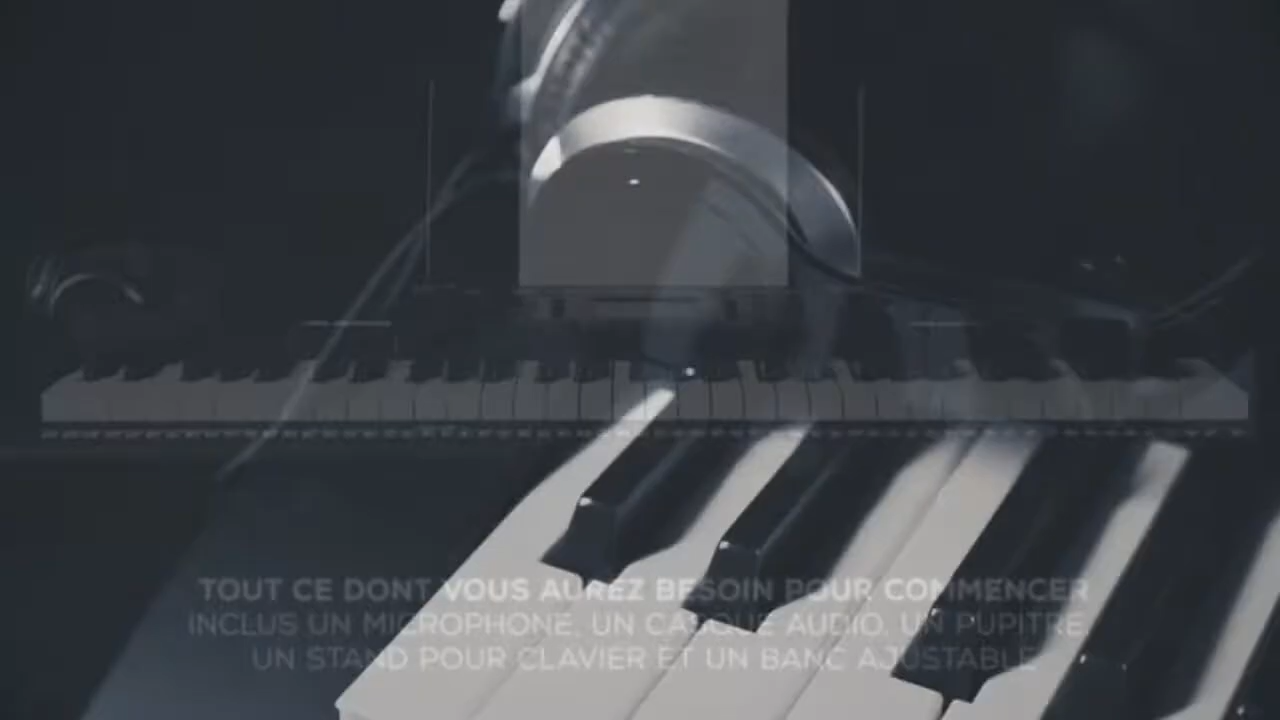 TOUT CE DONT VOUS AUREZ BESOIN POUR COMMENCER
INCLUS UN MICROPHONE, UN CASQUE AUDIO, UN PUPITRE
UN STAND POUR CLAVIER ET UN BANC AJUSTABLE